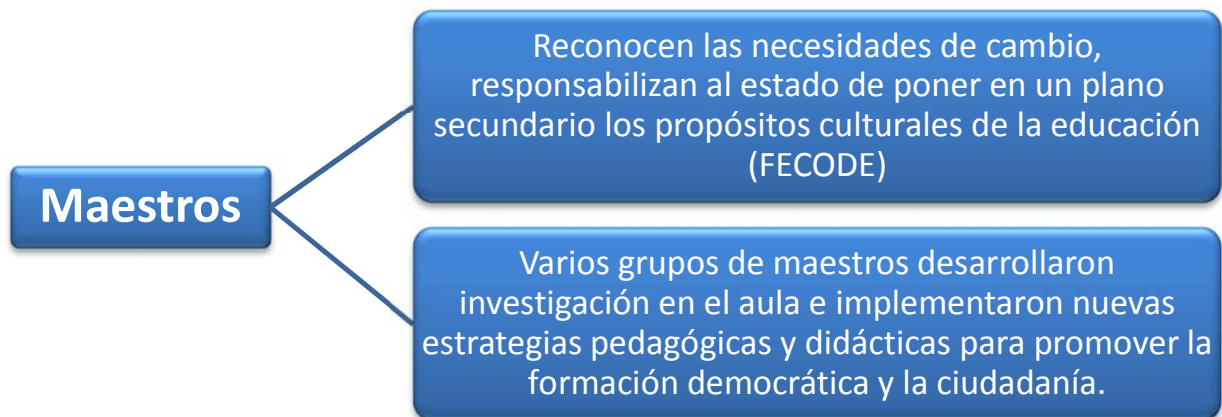 Maestros
Reconocen las necesidades de cambio,
responsabilizan al estado de poner en un plano
secundario los propósitos culturales de la educación
(FECODE)
Varios grupos de maestros desarrollaron
investigación en el aula e implementaron nuevas
estrategias pedagógicas y didácticas para promover la
formación democrática y la ciudadanía.